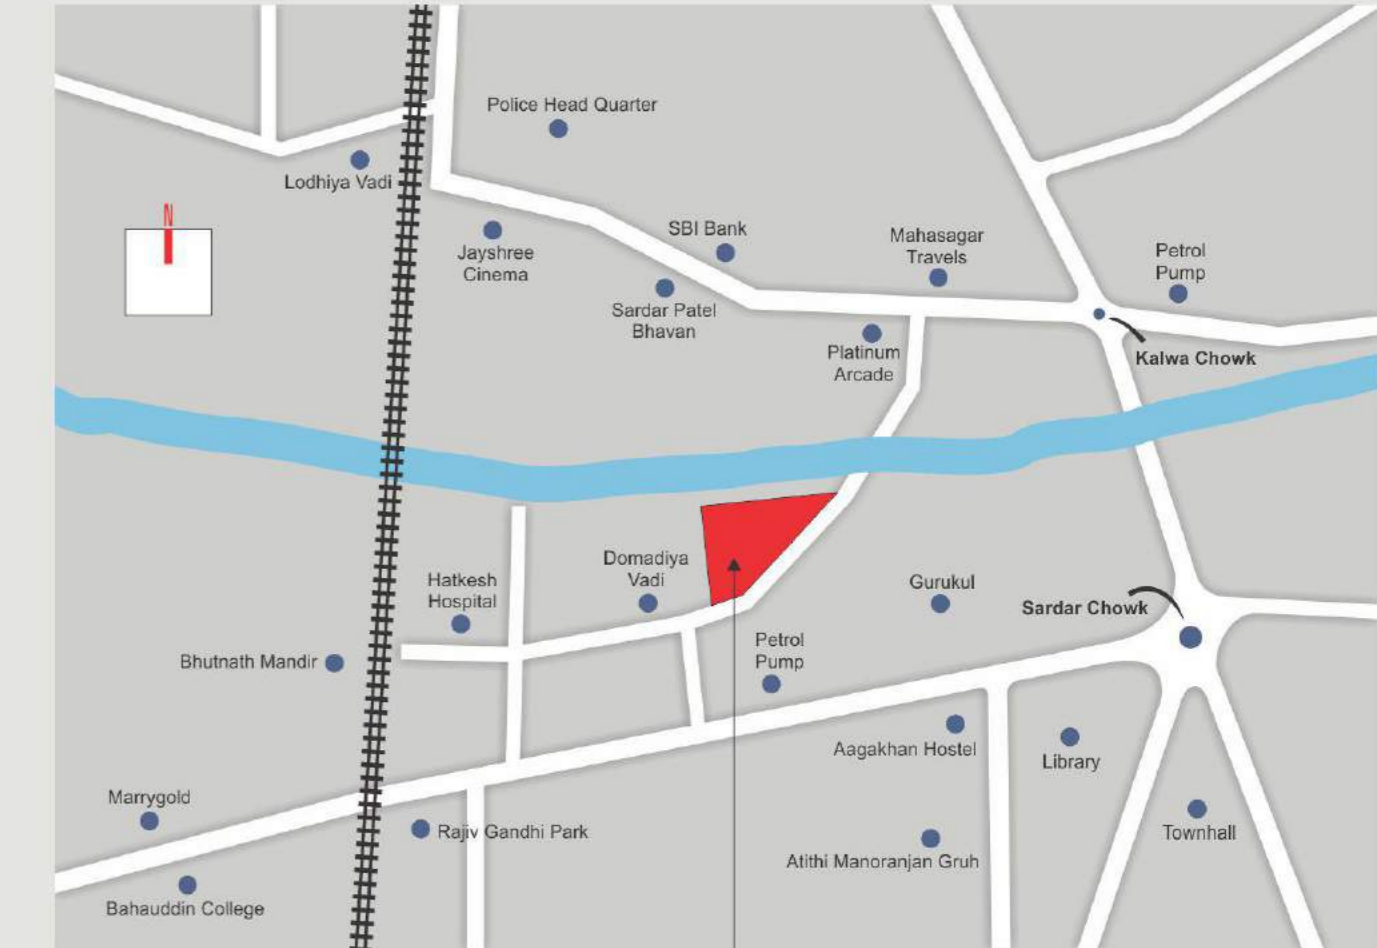 Police Head Quarter
Lodhiya Vadi
N
Jayshree
Cinema
SBI Bank
Sardar Patel
Bhavan
Mahasagar
Travels
Petrol
Pump
Platinum
Arcade
Kalwa Chowk
Domadiya
Vadi
Hatkesh
Hospital
Gurukul
Sardar Chowk
Bhutnath Mandir
Petrol
Pump
Aagakhan Hostel
Library
Marrygold
Rajiv Gandhi Park
Townhall
Atithi Manoranjan Gruh
Bahauddin College